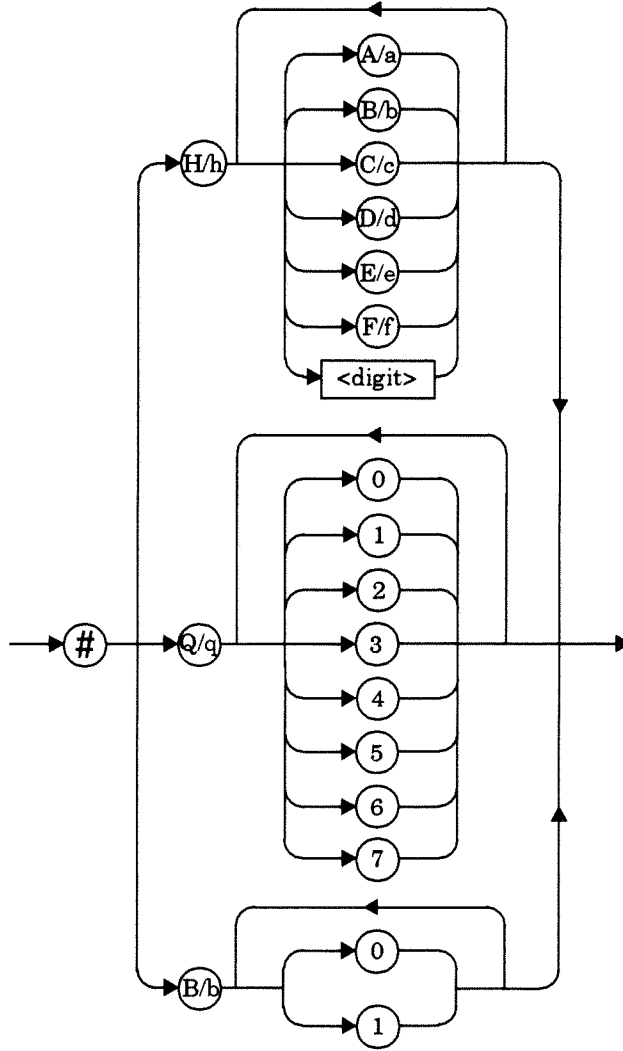 A/a
B/b
H/h
C/c
D/d
E/e
F/f
<digit>
0
1
2
# Q/q 3
4
5
6
7
0
B/b
1